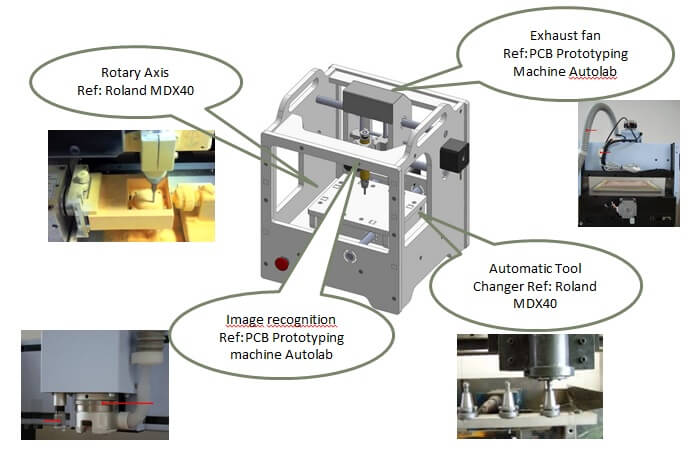 Exhaust fan
Ref:PCB Prototyping
Machine Autolab
Rotary Axis
Ref: Roland MDX40
Automatic Tool
Changer Ref: Roland
MDX40
Image recognition
Ref:PCB Prototyping
machine Autolab